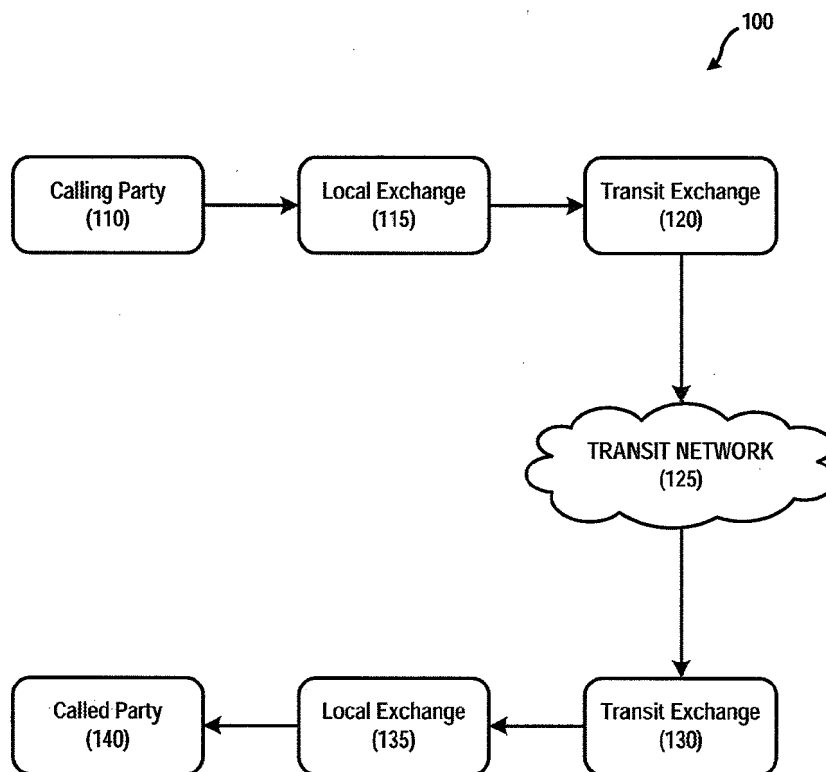 100
Calling Party
(110)
Local Exchange
(115)
Transit Exchange
(120)
TRANSIT NETWORK
(125)
Called Party
(140)
Local Exchange
(135)
Transit Exchange
(130)